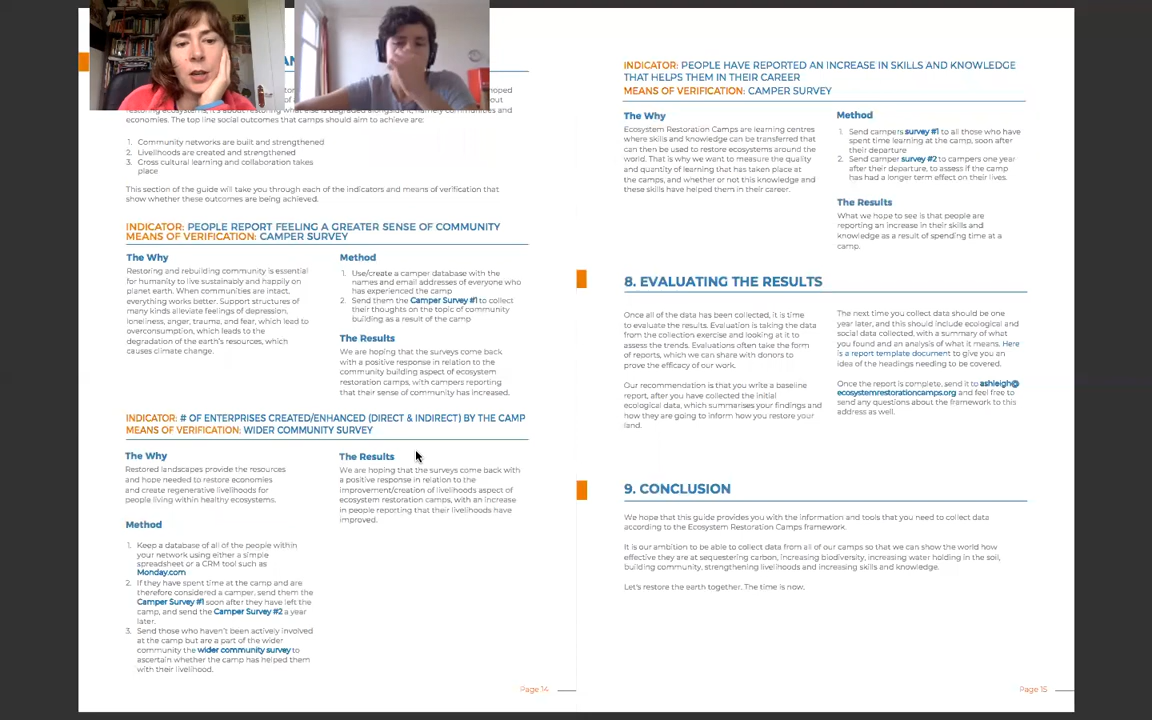 AN
hoped
of
out
restoring ecosystems, it's about restoring what else is degraded alongside it, namely communities and
economies. The top line social outcomes that camps should aim to achieve are:
1. Community networks are built and strengthened
2. Livelihoods are created and strengthened
3. Cross cultural learning and collaboration takes
place
This section of the guide will take you through each of the indicators and means of verification that
show whether these outcomes are being achieved.
INDICATOR: PEOPLE REPORT FEELING A GREATER SENSE OF COMMUNITY
MEANS OF VERIFICATION: CAMPER SURVEY
The Why
Restoring and rebuilding community is essential
for humanity to live sustainably and happily on
planet earth. When communities are intact,
everything works better. Support structures of
many kinds alleviate feelings of depression,
loneliness, anger, trauma, and fear, which lead to
overconsumption, which leads to the
degradation of the earth's resources, which
causes climate change.
Method
1. Use/create a camper database with the
names and email addresses of everyone who
has experienced the camp
2. Send them the Camper Survey #1 to collect
their thoughts on the topic of community
building as a result of the camp
The Results
We are hoping that the surveys come back
with a positive response in relation to the
community building aspect of ecosystem
restoration camps, with campers reporting
that their sense of community has increased.
INDICATOR: # OF ENTERPRISES CREATED/ENHANCED (DIRECT & INDIRECT) BY THE CAMP
MEANS OF VERIFICATION: WIDER COMMUNITY SURVEY
The Why
Restored landscapes provide the resources
and hope needed to restore economies
and create regenerative livelihoods for
people living within healthy ecosystems.
Method
1. Keep a database of all of the people within
your network using either a simple
spreadsheet or a CRM tool such as
Monday.com
2. If they have spent time at the camp and are
therefore considered a camper, send them the
Camper Survey #1 soon after they have left the
camp, and send the Camper Survey #2 a year
later.
3. Send those who haven't been actively involved
at the camp but are a part of the wider
community the wider community survey to
ascertain whether the camp has helped them
with their livelihood.
The Results
We are hoping that the surveys come back with
a positive response in relation to the
improvement/creation of livelihoods aspect of
ecosystem restoration camps, with an increase
in people reporting that their livelihoods have
improved.
Page 14
INDICATOR: PEOPLE HAVE REPORTED AN INCREASE IN SKILLS AND KNOWLEDGE
THAT HELPS THEM IN THEIR CAREER
MEANS OF VERIFICATION: CAMPER SURVEY
The Why
Ecosystem Restoration Camps are learning centres
where skills and knowledge can be transferred that
can then be used to restore ecosystems around the
world. That is why we want to measure the quality
and quantity of learning that has taken place at
the camps, and whether or not this knowledge and
these skills have helped them in their career.
Method
1. Send campers survey #1 to all those who have
spent time learning at the camp, soon after
their departure
2. Send camper survey #2 to campers one year
after their departure, to assess if the camp
has had a longer term effect on their lives.
The Results
What we hope to see is that people are
reporting an increase in their skills and
knowledge as a result of spending time at a
camp.
8. EVALUATING THE RESULTS
Once all of the data has been collected, it is time
to evaluate the results. Evaluation is taking the data
from the collection exercise and looking at it to
assess the trends. Evaluations often take the form
of reports, which we can share with donors to
prove the efficacy of our work.
Our recommendation is that you write a baseline
report, after you have collected the initial
ecological data, which summarises your findings and
how they are going to inform how you restore your
land.
The next time you collect data should be one
year later, and this should include ecological and
social data collected, with a summary of what
you found and an analysis of what it means. Here
is a report template document to give you an
idea of the headings needing to be covered.
Once the report is complete, send it to ashleigh@
ecosystemrestorationcamps.org and feel free to
send any questions about the framework to this
address as well.
9. CONCLUSION
We hope that this guide provides you with the information and tools that you need to collect data
according to the Ecosystem Restoration Camps framework.
It is our ambition to be able to collect data from all of our camps so that we can show the world how
effective they are at sequestering carbon, increasing biodiversity, increasing water holding in the soil,
building community, strengthening livelihoods and increasing skills and knowledge.
Let's restore the earth together. The time is now.
Page 15